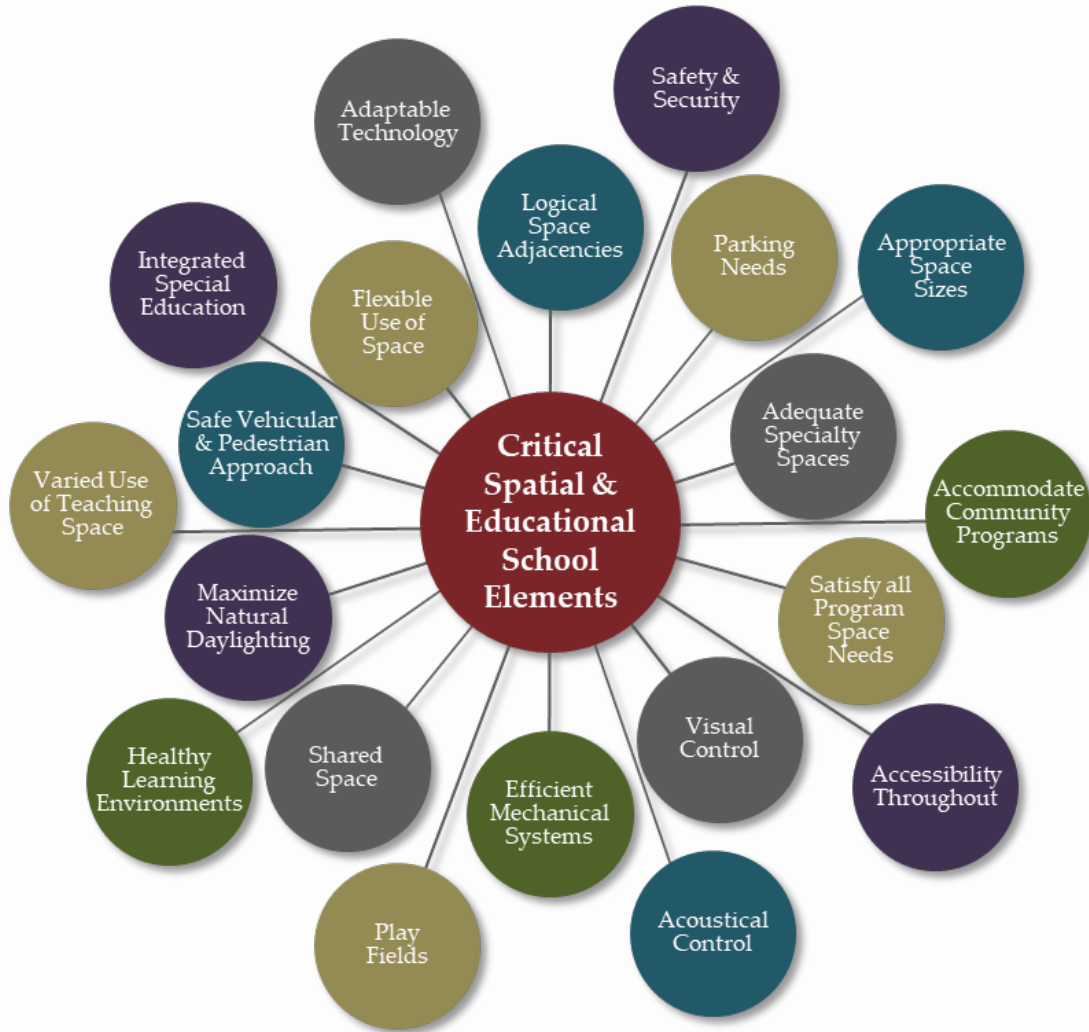 Safety &
Security
Adaptable
Technology
Logical
Space
Adjacencies
Parking
Needs
Appropriate
Space
Sizes
Integrated
Special
Education
Flexible
Use of
Space
Safe Vehicular
& Pedestrian
Approach
Adequate
Specialty
Spaces
Varied Use
of Teaching
Space
Critical
Spatial &
Educational
School
Elements
Accommodate
Community
Programs
Maximize
Natural
Daylighting
Satisfy all
Program
Space
Needs
Healthy
Learning
Environments
Shared
Space
Efficient
Mechanical
Systems
Visual
Control
Accessibility
Throughout
Play
Fields
Acoustical
Control